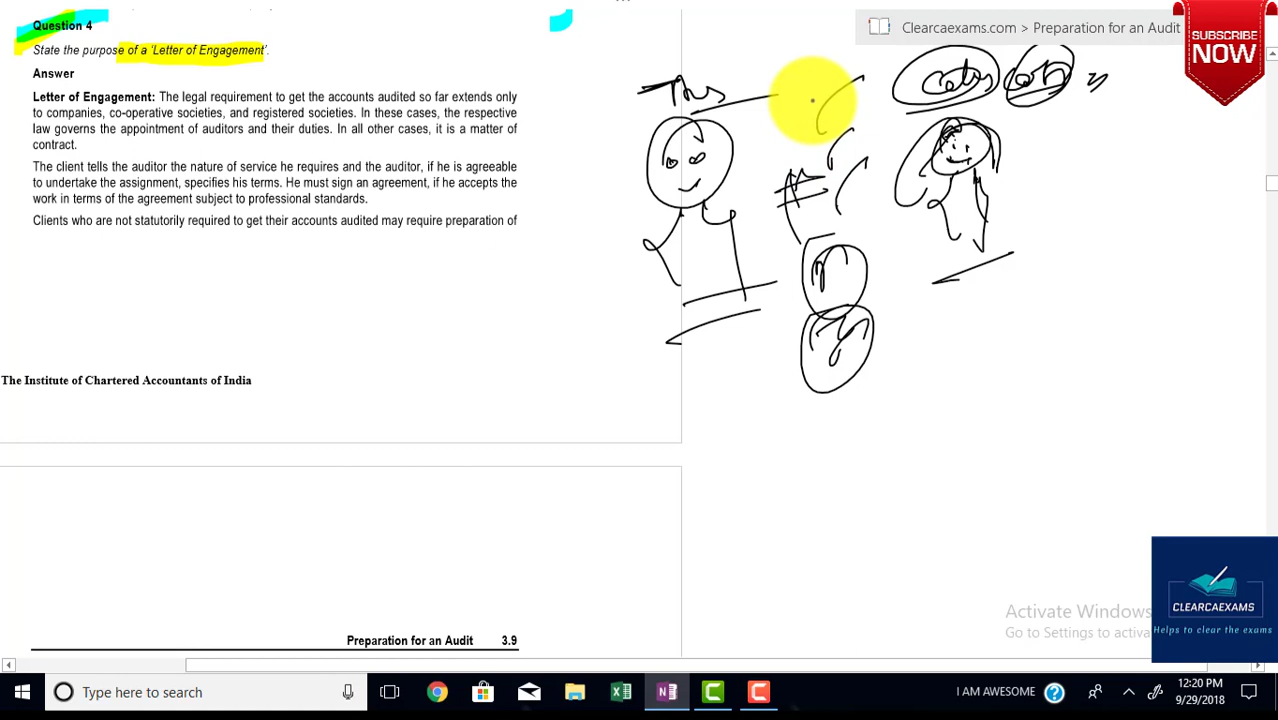 Question 4
State the purpose of a 'Letter of Engagement'.
Answer
Letter of Engagement: The legal requirement to get the accounts audited so far extends only
to companies, co-operative societies, and registered societies. In these cases, the respective
law governs the appointment of auditors and their duties. In all other cases, it is a matter of
contract.
The client tells the auditor the nature of service he requires and the auditor, if he is agreeable
to undertake the assignment, specifies his terms. He must sign an agreement, if he accepts the
work in terms of the agreement subject to professional standards.
Clients who are not statutorily required to get their accounts audited may require preparation of
The Institute of Chartered Accountants of India
Preparation for an Audit 3.9
Clearcaexams.com > Preparation for an Audit
SUBSCRIBE
NOW
Activate Windows
Go to Settings to activa
CLEARCAEXAMS
Helps to clear the exams
Type here to search
I AM AWESOME
12:20 PM
9/29/2018